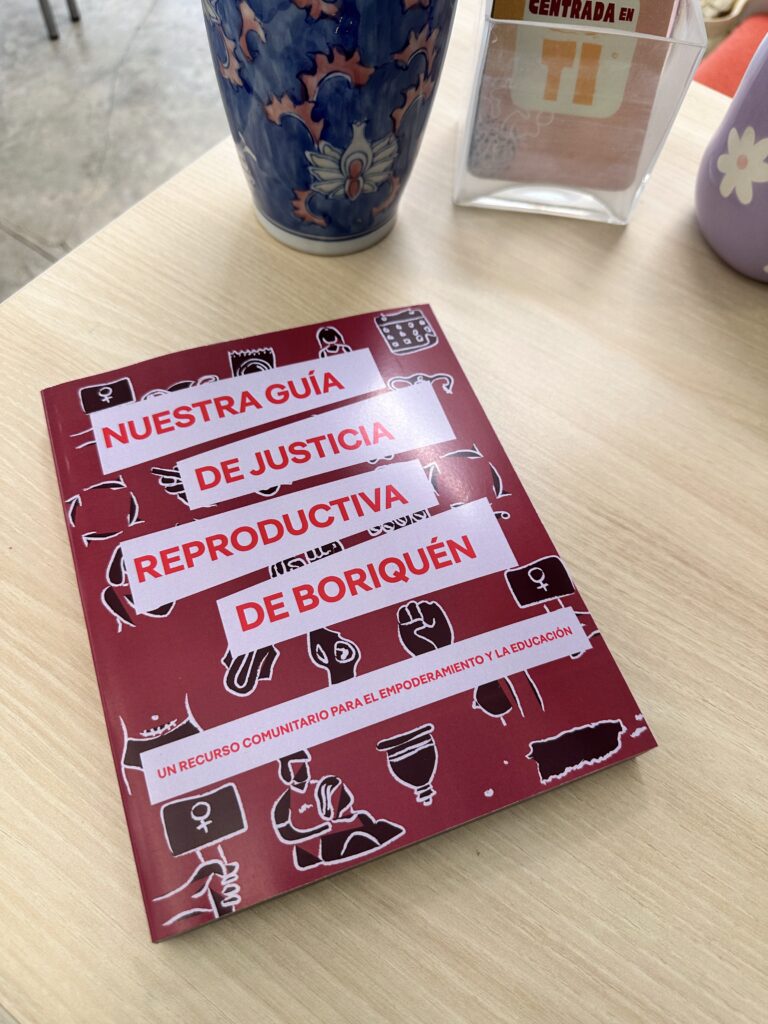 CENTRADA EN
TI
NUESTRA GUÍA
DE JUSTICIA
REPRODUCTIVA
DE BORIQUÉN
UN RECURSO COMUNITARIO PARA EL EMPODERAMIENTO Y LA EDUCACIÓN